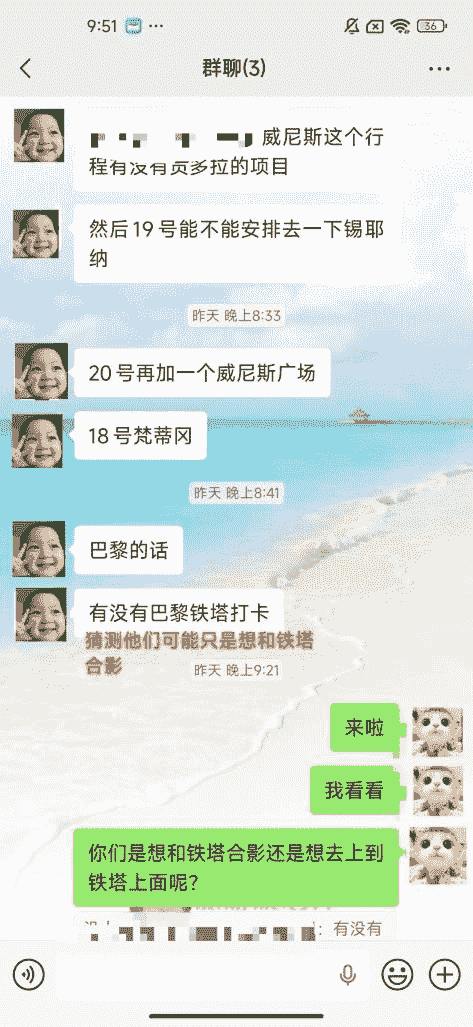 9:51
36
群聊(3)
威尼斯这个行
程有没有贡多拉的项目
然后19号能不能安排去一下锡耶
纳
昨天 晚上8:33
20号再加一个威尼斯广场
18号梵蒂冈
昨天 晚上8:41
巴黎的话
有没有巴黎铁塔打卡
猜测他们可能只是想和铁塔
合影
昨天 晚上9:21
来啦
我看看
你们是想和铁塔合影还是想去上到
铁塔上面呢?
：有没有